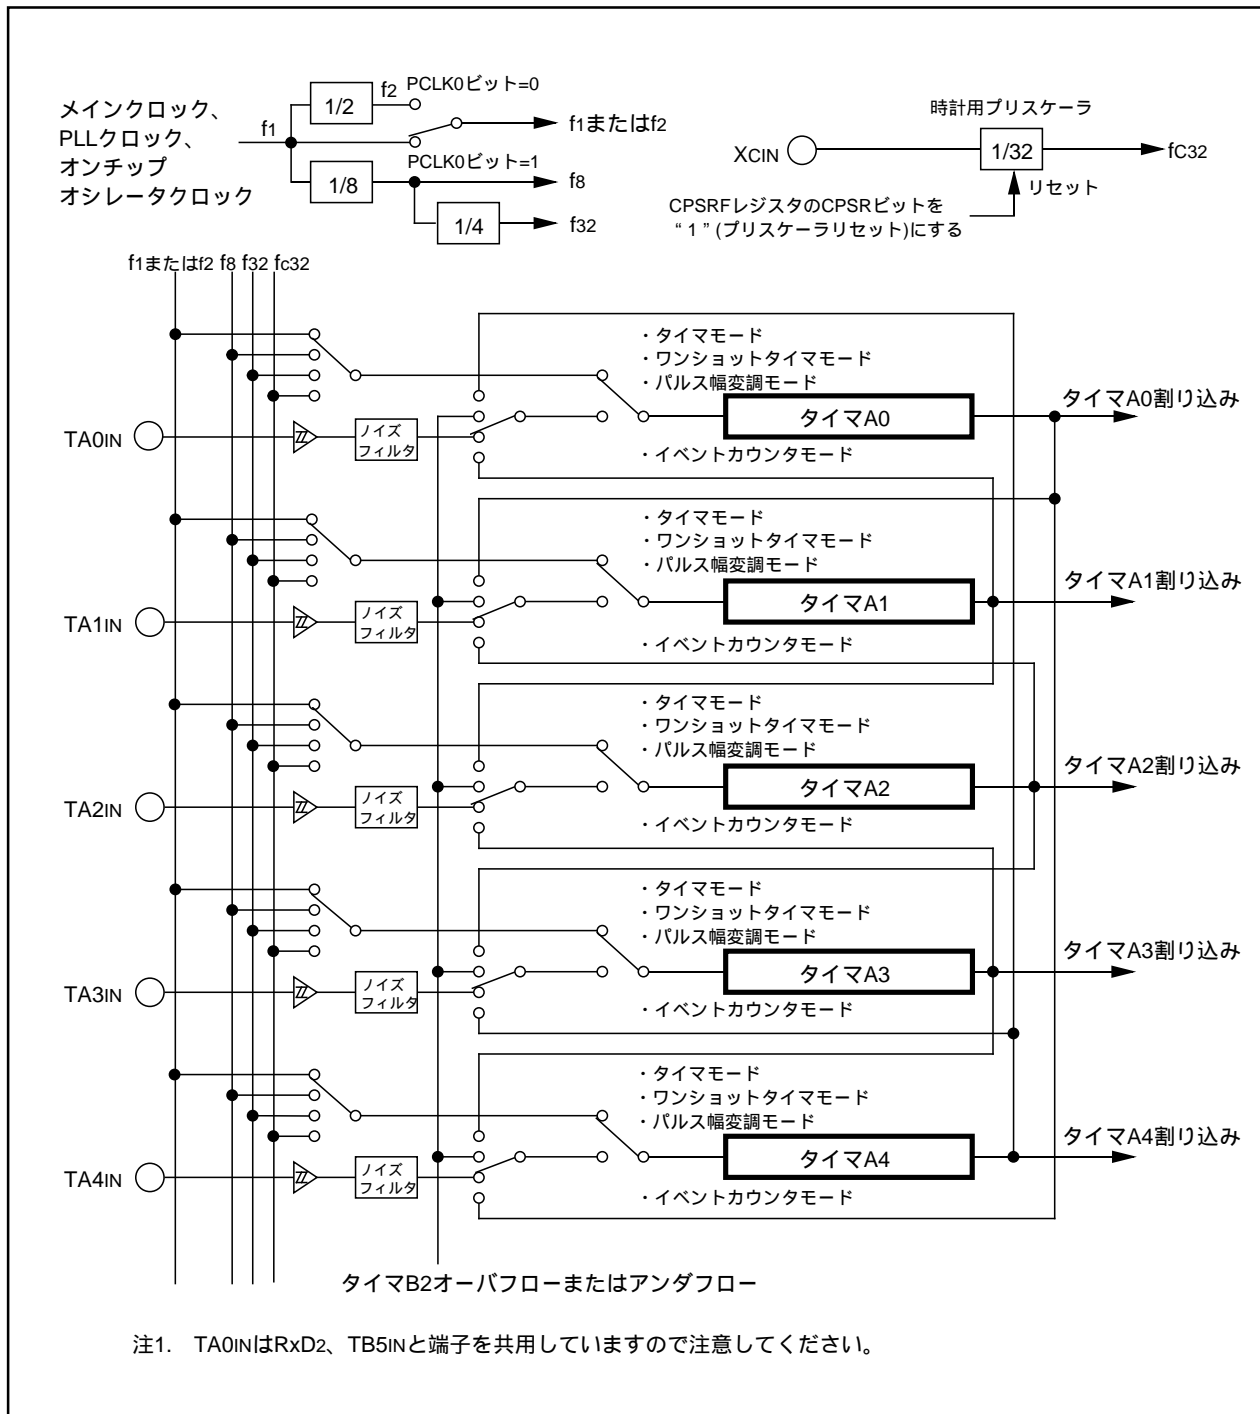 メインクロック、
PLLクロック、
オンチップ
オシレータクロック
f1
1/2
f2
PCLK0ビット=0
f1またはf2
PCLK0ビット=1
1/8
f8
1/4
f32
時計用プリスケーラ
XCIN
1/32
fC32
リセット
CPSRFレジスタのCPSRビットを
“ 1 ” (プリスケーラリセット)にする
f1またはf2 f8 f32 fc32
・タイマモード
・ワンショットタイマモード
・パルス幅変調モード
タイマA0割り込み
タイマA0
TA0IN
ノイズ
フィルタ
・イベントカウンタモード
・タイマモード
・ワンショットタイマモード
・パルス幅変調モード
タイマA1割り込み
タイマA1
TA1IN
ノイズ
フィルタ
・イベントカウンタモード
・タイマモード
・ワンショットタイマモード
・パルス幅変調モード
タイマA2割り込み
タイマA2
TA2IN
ノイズ
フィルタ
・イベントカウンタモード
・タイマモード
・ワンショットタイマモード
・パルス幅変調モード
タイマA3割り込み
タイマA3
TA3IN
ノイズ
フィルタ
・イベントカウンタモード
・タイマモード
・ワンショットタイマモード
・パルス幅変調モード
タイマA4割り込み
タイマA4
TA4IN
ノイズ
フィルタ
・イベントカウンタモード
タイマB2オーバフローまたはアンダフロー
注1. TA0INはRxD2、TB5INと端子を共用していますので注意してください。